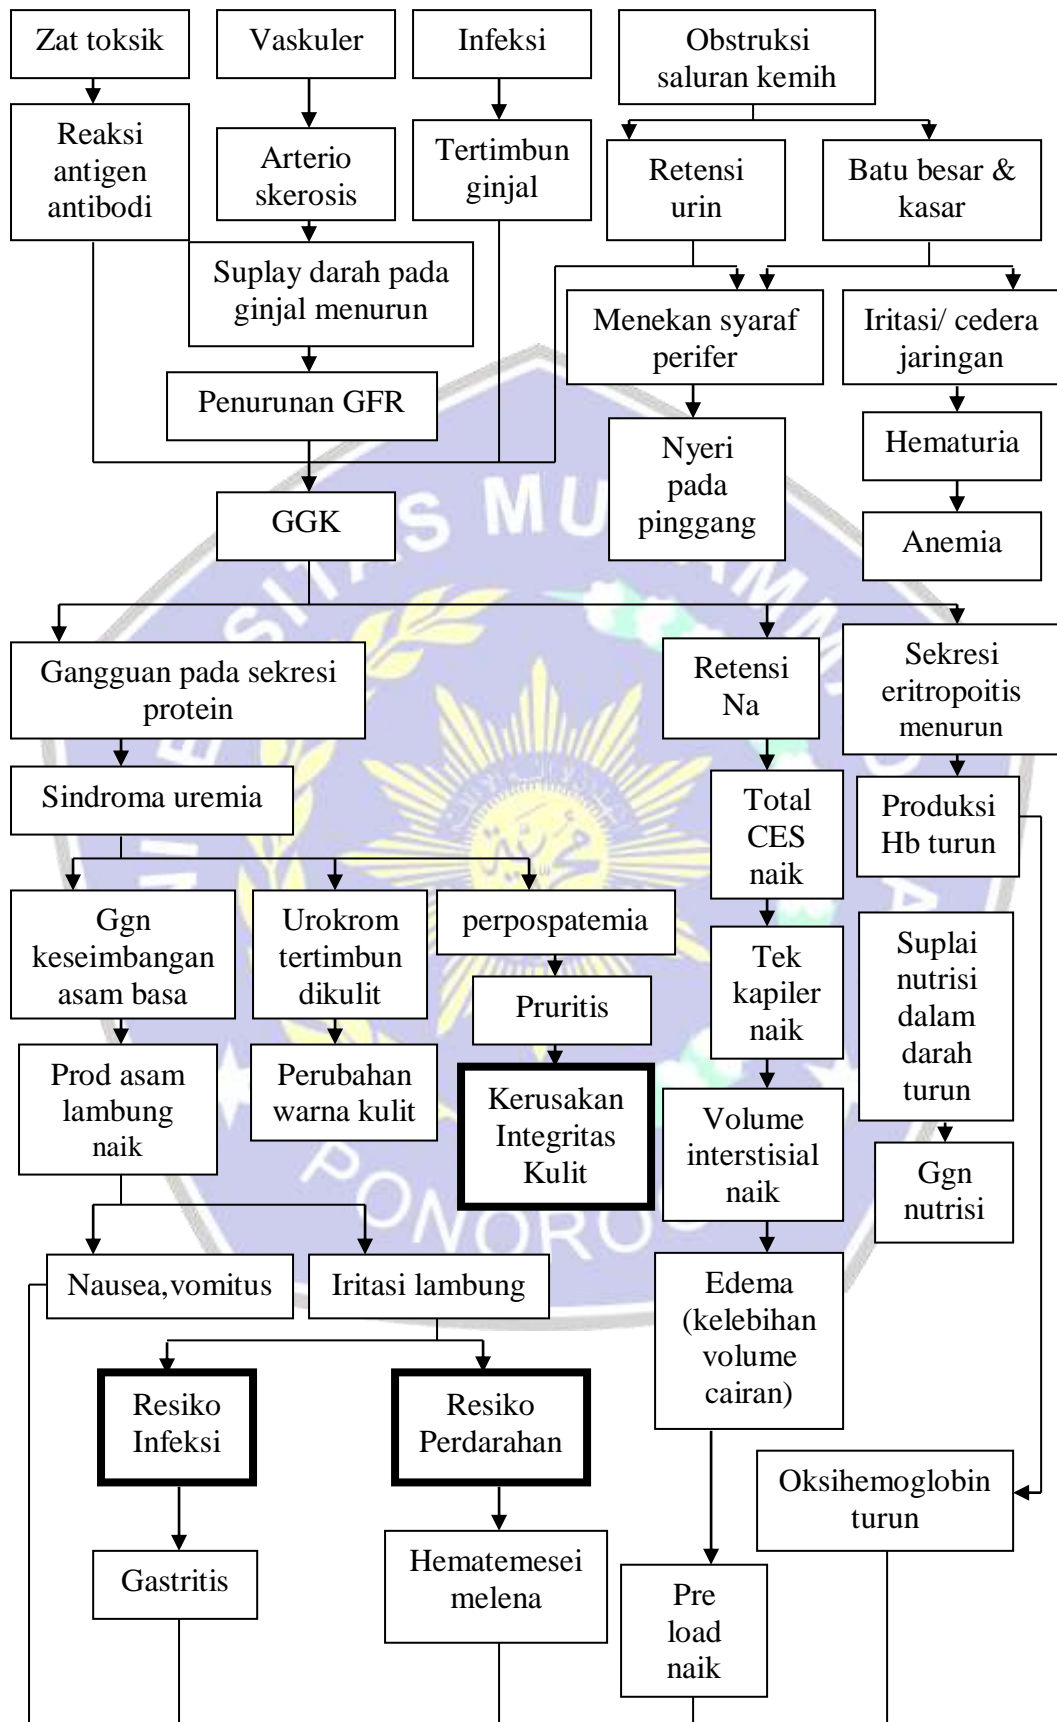 Zat toksik
Vaskuler
Infeksi
Obstruksi
saluran kemih
Reaksi
antigen
antibodi
Arterio
skerosis
Tertimbun
ginjal
Retensi
urin
Batu besar &
kasar
Suplay darah pada
ginjal menurun
Menekan syaraf
perifer
Iritasi/ cedera
jaringan
Penurunan GFR
Nyeri
pada
pinggang
Hematuria
GGK
Anemia
Gangguan pada sekresi
protein
Retensi
Na
Sekresi
eritropoitis
menurun
Sindroma uremia
Total
CES
naik
Produksi
Hb turun
Ggn
keseimbangan
asam basa
Urokrom
tertimbun
dikulit
perpospatemia
Tek
kapiler
naik
Suplai
nutrisi
dalam
darah
turun
Pruritis
Prod asam
lambung
naik
Perubahan
warna kulit
Kerusakan
Integritas
Kulit
Volume
interstisial
naik
Ggn
nutrisi
Nausea,vomitus
Iritasi lambung
Edema
(kelebihan
volume
cairan)
Resiko
Infeksi
Resiko
Perdarahan
Oksihemoglobin
turun
Gastritis
Hematemesei
melena
Pre
load
naik
PONOROGO